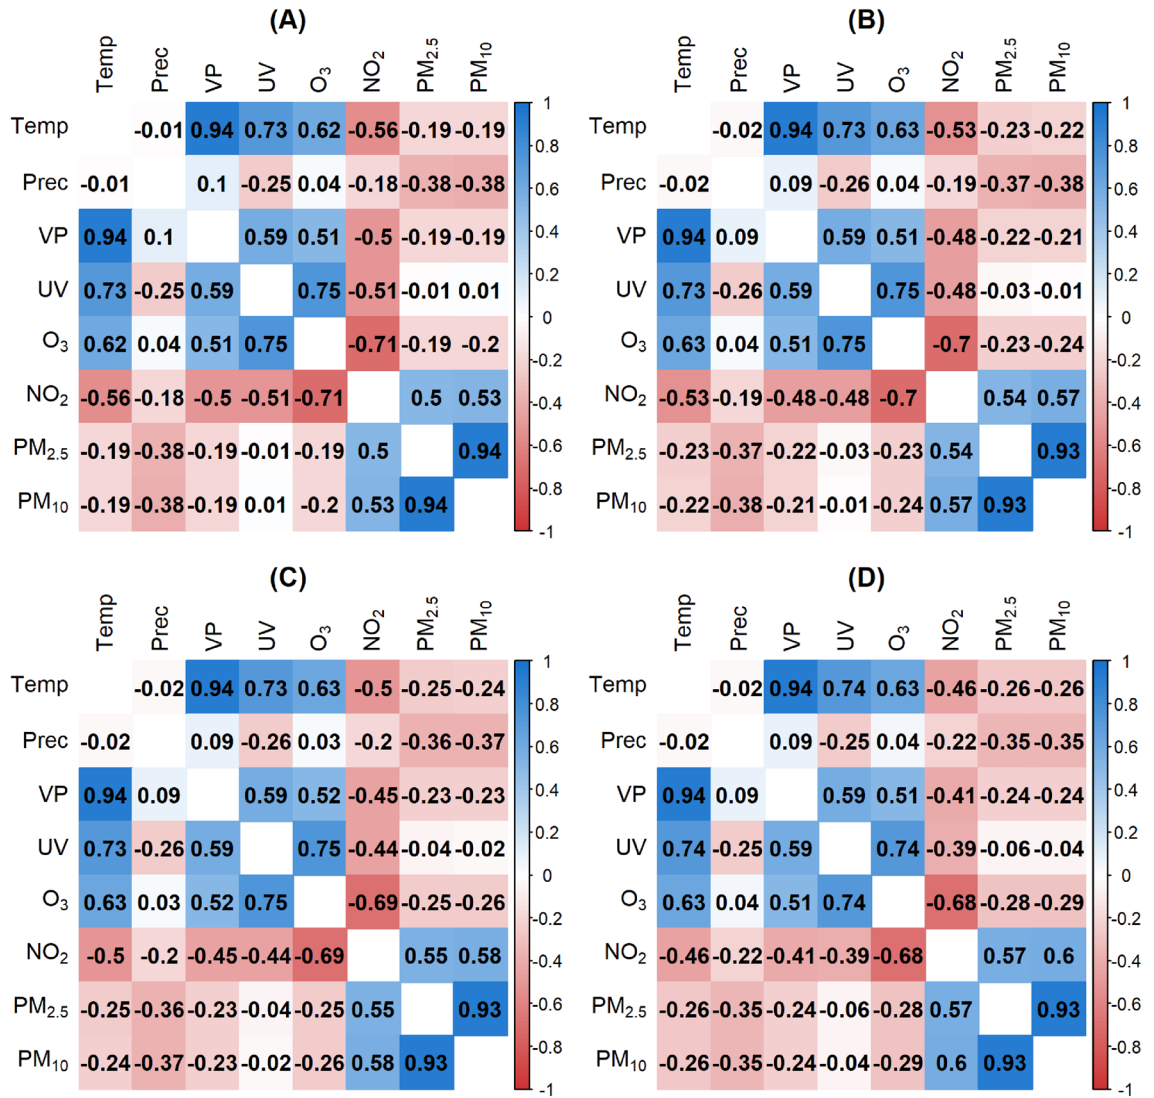 (A)
Temp Prec VP UV O₃ NO₂ PM₂.₅ PM₁₀
Temp -0.01 0.94 0.73 0.62 -0.56 -0.19 -0.19
Prec -0.01 0.1 -0.25 0.04 -0.18 -0.38 -0.38
VP 0.94 0.1 0.59 0.51 -0.5 -0.19 -0.19
UV 0.73 -0.25 0.59 0.75 -0.51 -0.01 0.01
O₃ 0.62 0.04 0.51 0.75 -0.71 -0.19 -0.2
NO₂ -0.56 -0.18 -0.5 -0.51 -0.71 0.5 0.53
PM₂.₅ -0.19 -0.38 -0.19 -0.01 -0.19 0.5 0.94
PM₁₀ -0.19 -0.38 -0.19 0.01 -0.2 0.53 0.94
1
0.8
0.6
0.4
0.2
0
-0.2
-0.4
-0.6
-0.8
-1
(B)
Temp Prec VP UV O₃ NO₂ PM₂.₅ PM₁₀
Temp -0.02 0.94 0.73 0.63 -0.53 -0.23 -0.22
Prec -0.02 0.09 -0.26 0.04 -0.19 -0.37 -0.38
VP 0.94 0.09 0.59 0.51 -0.48 -0.22 -0.21
UV 0.73 -0.26 0.59 0.75 -0.48 -0.03 -0.01
O₃ 0.63 0.04 0.51 0.75 -0.7 -0.23 -0.24
NO₂ -0.53 -0.19 -0.48 -0.48 -0.7 0.54 0.57
PM₂.₅ -0.23 -0.37 -0.22 -0.03 -0.23 0.54 0.93
PM₁₀ -0.22 -0.38 -0.21 -0.01 -0.24 0.57 0.93
1
0.8
0.6
0.4
0.2
0
-0.2
-0.4
-0.6
-0.8
-1
(C)
Temp Prec VP UV O₃ NO₂ PM₂.₅ PM₁₀
Temp -0.02 0.94 0.73 0.63 -0.5 -0.25 -0.24
Prec -0.02 0.09 -0.26 0.03 -0.2 -0.36 -0.37
VP 0.94 0.09 0.59 0.52 -0.45 -0.23 -0.23
UV 0.73 -0.26 0.59 0.75 -0.44 -0.04 -0.02
O₃ 0.63 0.03 0.52 0.75 -0.69 -0.25 -0.26
NO₂ -0.5 -0.2 -0.45 -0.44 -0.69 0.55 0.58
PM₂.₅ -0.25 -0.36 -0.23 -0.04 -0.25 0.55 0.93
PM₁₀ -0.24 -0.37 -0.23 -0.02 -0.26 0.58 0.93
1
0.8
0.6
0.4
0.2
0
-0.2
-0.4
-0.6
-0.8
-1
(D)
Temp Prec VP UV O₃ NO₂ PM₂.₅ PM₁₀
Temp -0.02 0.94 0.74 0.63 -0.46 -0.26 -0.26
Prec -0.02 0.09 -0.25 0.04 -0.22 -0.35 -0.35
VP 0.94 0.09 0.59 0.51 -0.41 -0.24 -0.24
UV 0.74 -0.25 0.59 0.74 -0.39 -0.06 -0.04
O₃ 0.63 0.04 0.51 0.74 -0.68 -0.28 -0.29
NO₂ -0.46 -0.22 -0.41 -0.39 -0.68 0.57 0.6
PM₂.₅ -0.26 -0.35 -0.24 -0.06 -0.28 0.57 0.93
PM₁₀ -0.26 -0.35 -0.24 -0.04 -0.29 0.6 0.93
1
0.8
0.6
0.4
0.2
0
-0.2
-0.4
-0.6
-0.8
-1